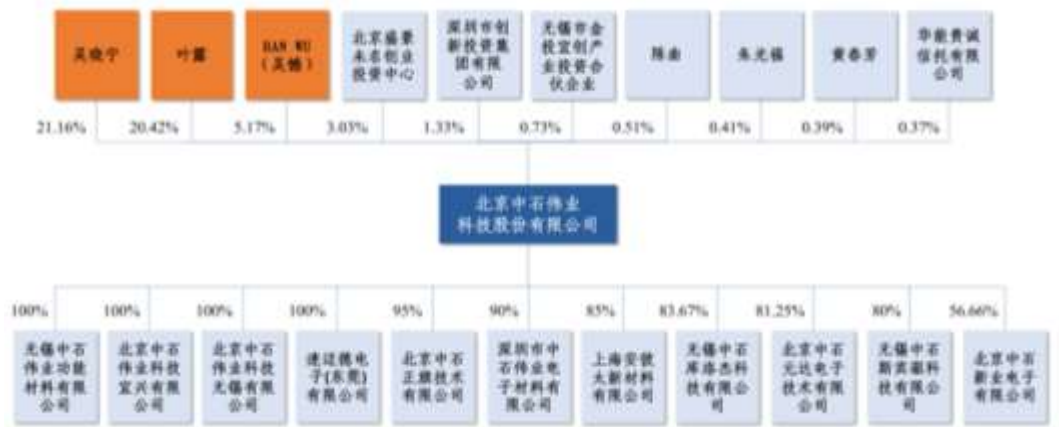 吴晓宁
叶露
HAN WU
（吴憾）
北京盛景
未名创业
投资中心
深圳市创
新投资集
团有限
公司
无锡市金
投宜创产
业投资合
伙企业
陈曲
朱光福
黄春芳
华能贵诚
信托有限
公司
21.16%
20.42%
5.17%
3.03%
1.33%
0.73%
0.51%
0.41%
0.39%
0.37%
北京中石伟业
科技股份有限公司
100%
100%
100%
100%
95%
90%
85%
83.67%
81.25%
80%
56.66%
无锡中石
伟业功能
材料有限
公司
北京中石
伟业科技
宜兴有限
公司
北京中石
伟业科技
无锡有限
公司
子(东莞)
有限公司
北京中石
正旗技术
有限公司
深圳市中
石伟业电
子材料有
限公司
上海安彼
太新材料
有限公司
无锡中石
库洛杰科
技有限公
司
北京中石
元达电子
技术有限
公司
无锡中石
斯宾碳科
技有限公
司
北京中石
新业电子
有限公司